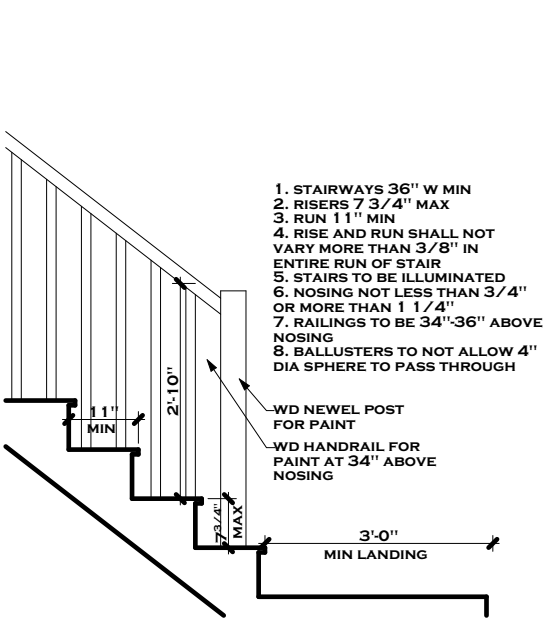 1. STAIRWAYS 36" W MIN
2. RISERS 7 3/4" MAX
3. RUN 11" MIN
4. RISE AND RUN SHALL NOT
VARY MORE THAN 3/8" IN
ENTIRE RUN OF STAIR
5. STAIRS TO BE ILLUMINATED
6. NOSING NOT LESS THAN 3/4"
OR MORE THAN 1 1/4"
7. RAILINGS TO BE 34"-36" ABOVE
NOSING
8. BALLUSTERS TO NOT ALLOW 4"
DIA SPHERE TO PASS THROUGH
WD NEWEL POST
FOR PAINT
WD HANDRAIL FOR
PAINT AT 34" ABOVE
NOSING
2'-10"
11"
MIN
7 3/4"
MAX
3'-0"
MIN LANDING